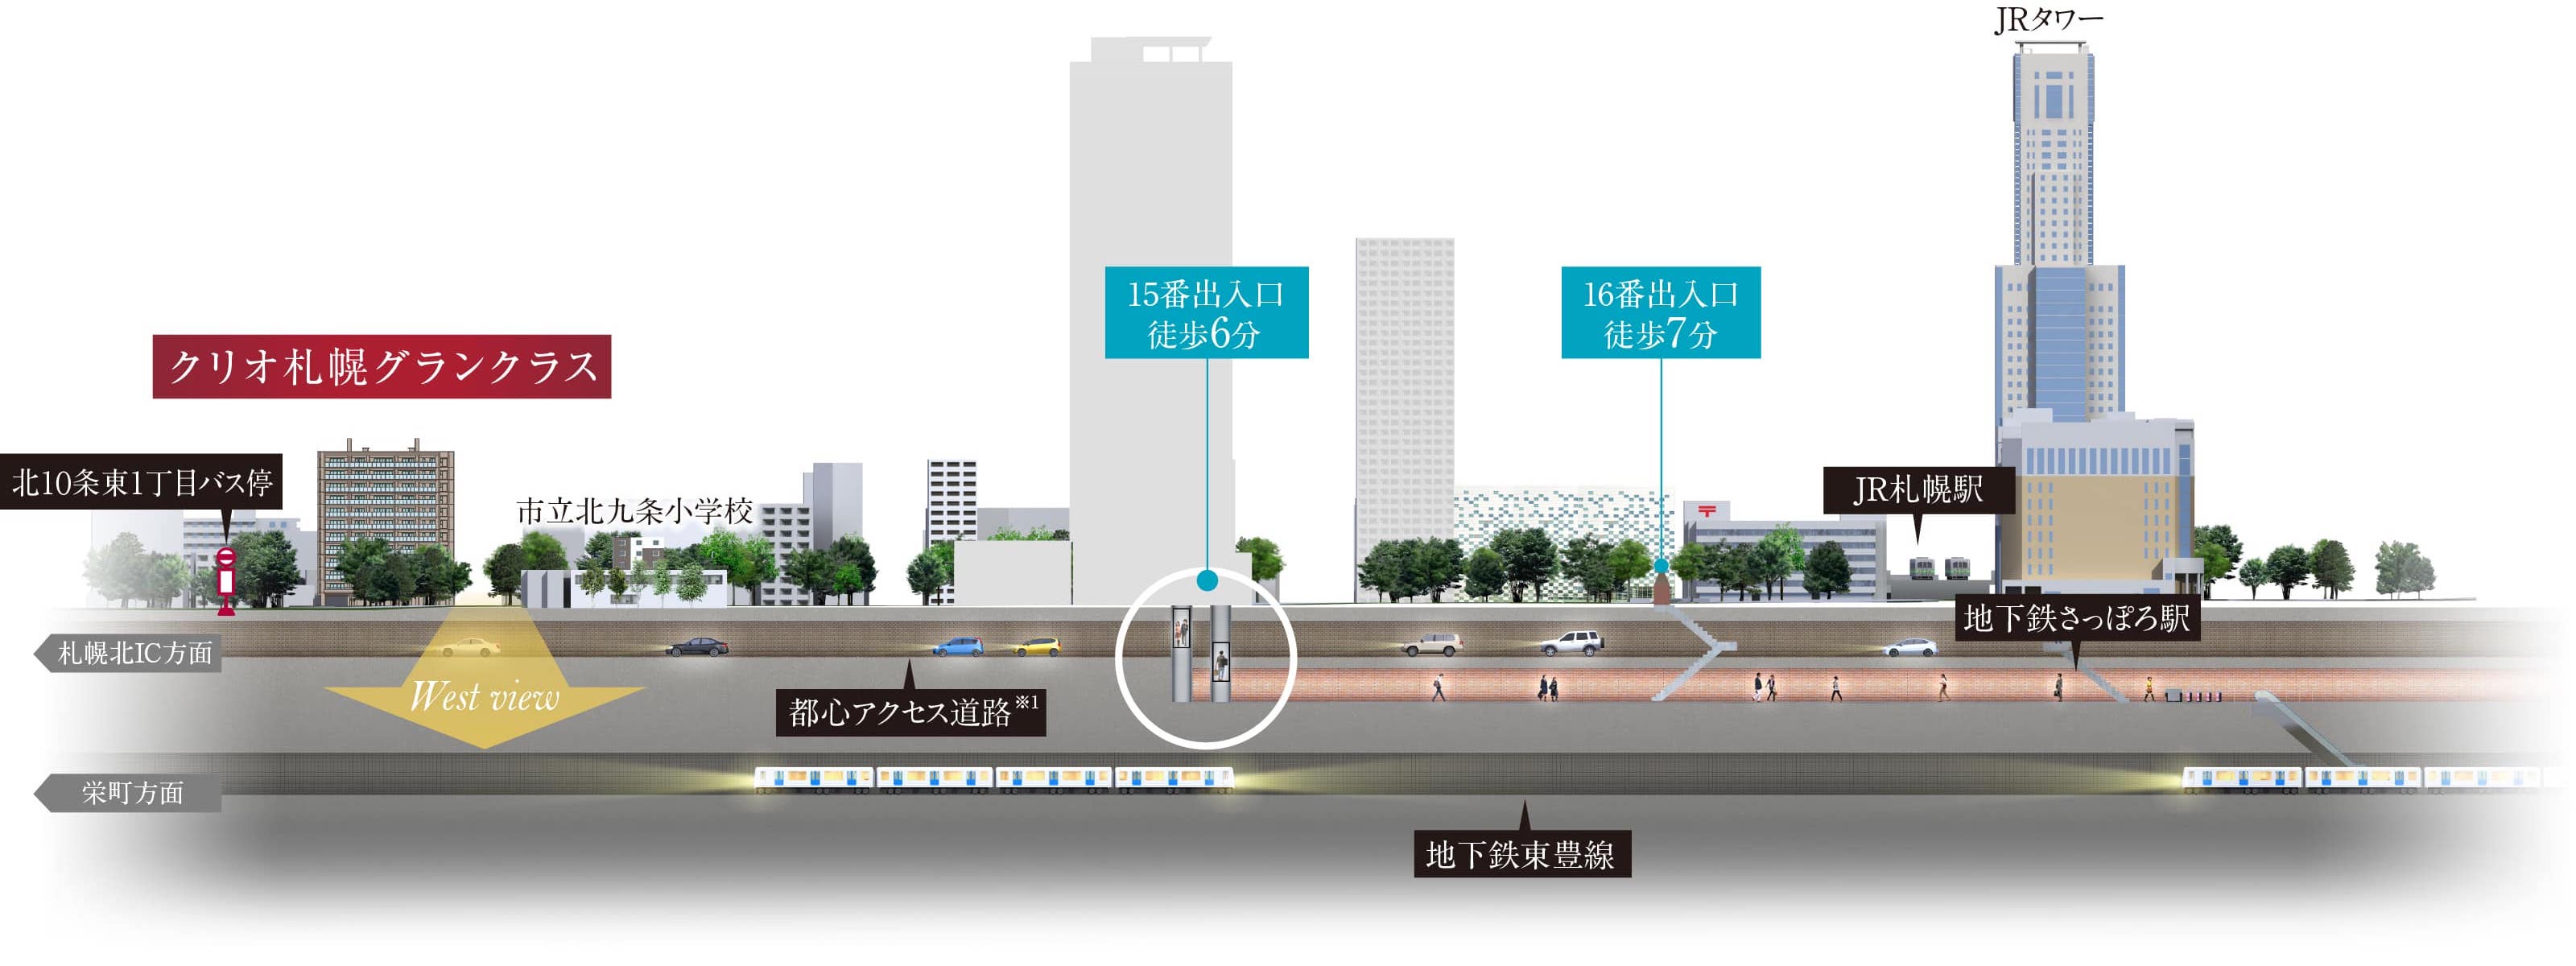 JRタワー
15番出入口
徒歩6分
16番出入口
徒歩7分
クリオ札幌グランクラス
北10条東1丁目バス停
市立北九条小学校
JR札幌駅
地下鉄さっぽろ駅
札幌北IC方面
West view
都心アクセス道路※1
栄町方面
地下鉄東豊線